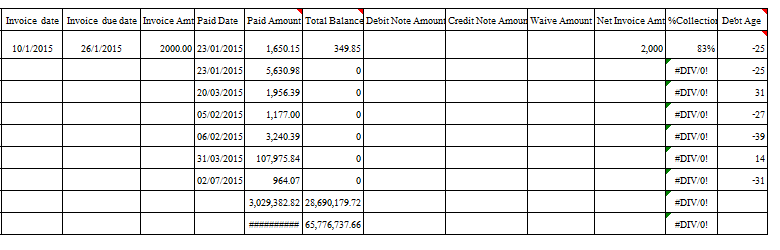 Invoice date Invoice due date Invoice Amt Paid Date Paid Amount Total Balance Debit Note Amount Credit Note Amoun Waive Amount Net Invoice Amt %Collection Debt Age
10/1/2015 26/1/2015 2000.00 23/01/2015 1,650.15 349.85 2,000 83% -25
23/01/2015 5,630.98 0 #DIV/0! -25
20/03/2015 1,956.39 0 #DIV/0! 31
05/02/2015 1,177.00 0 #DIV/0! -27
06/02/2015 3,240.39 0 #DIV/0! -39
31/03/2015 107,975.84 0 #DIV/0! 14
02/07/2015 964.07 0 #DIV/0! -31
3,029,382.82 28,690,179.72 #DIV/0!
########## 65,776,737.66 #DIV/0!